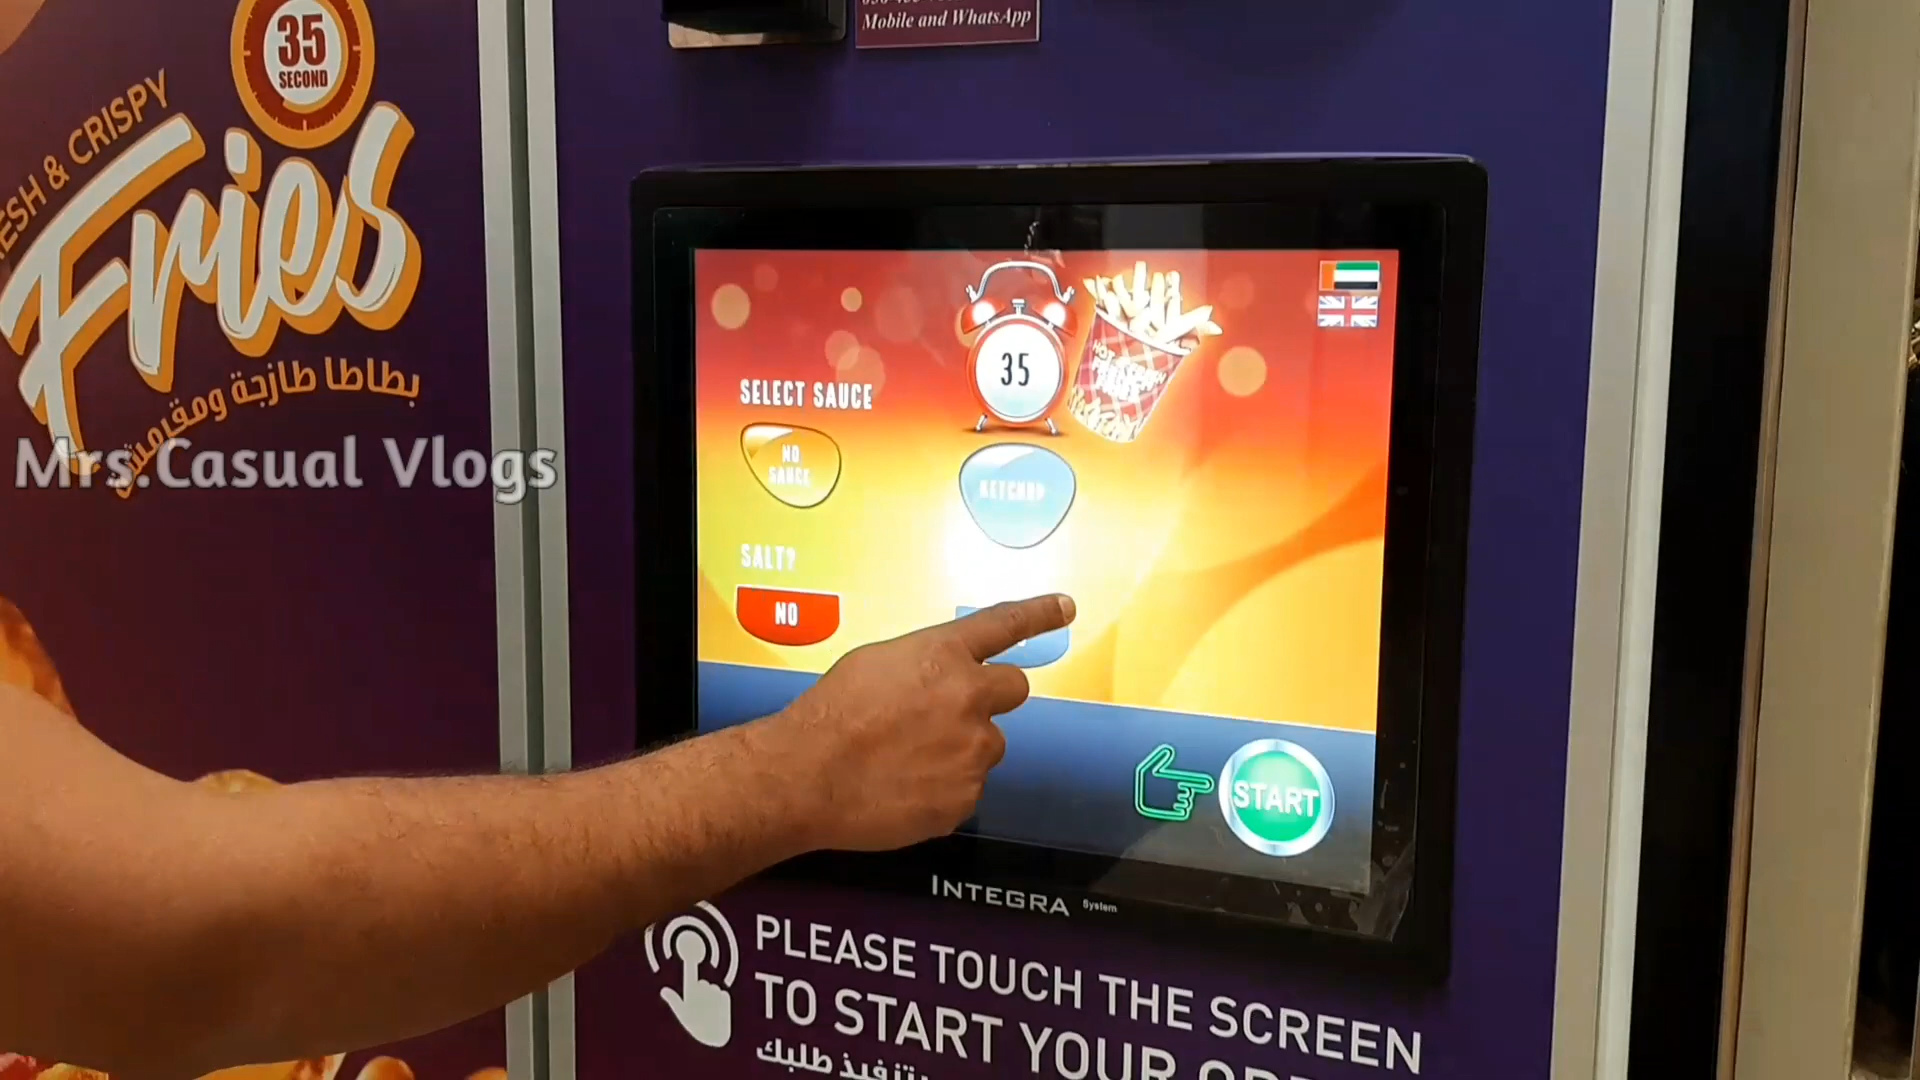 Mobile and WhatsApp
35
SECOND
ESH & CRISPY
Fries
بطاطا طازجة ومقرمشة
Mrs.Casual Vlogs
35
SELECT SAUCE
NO
SAUCE
KETCHUP
SALT?
NO
START
INTEGRA System
PLEASE TOUCH THE SCREEN
TO START YOUR
طلبك